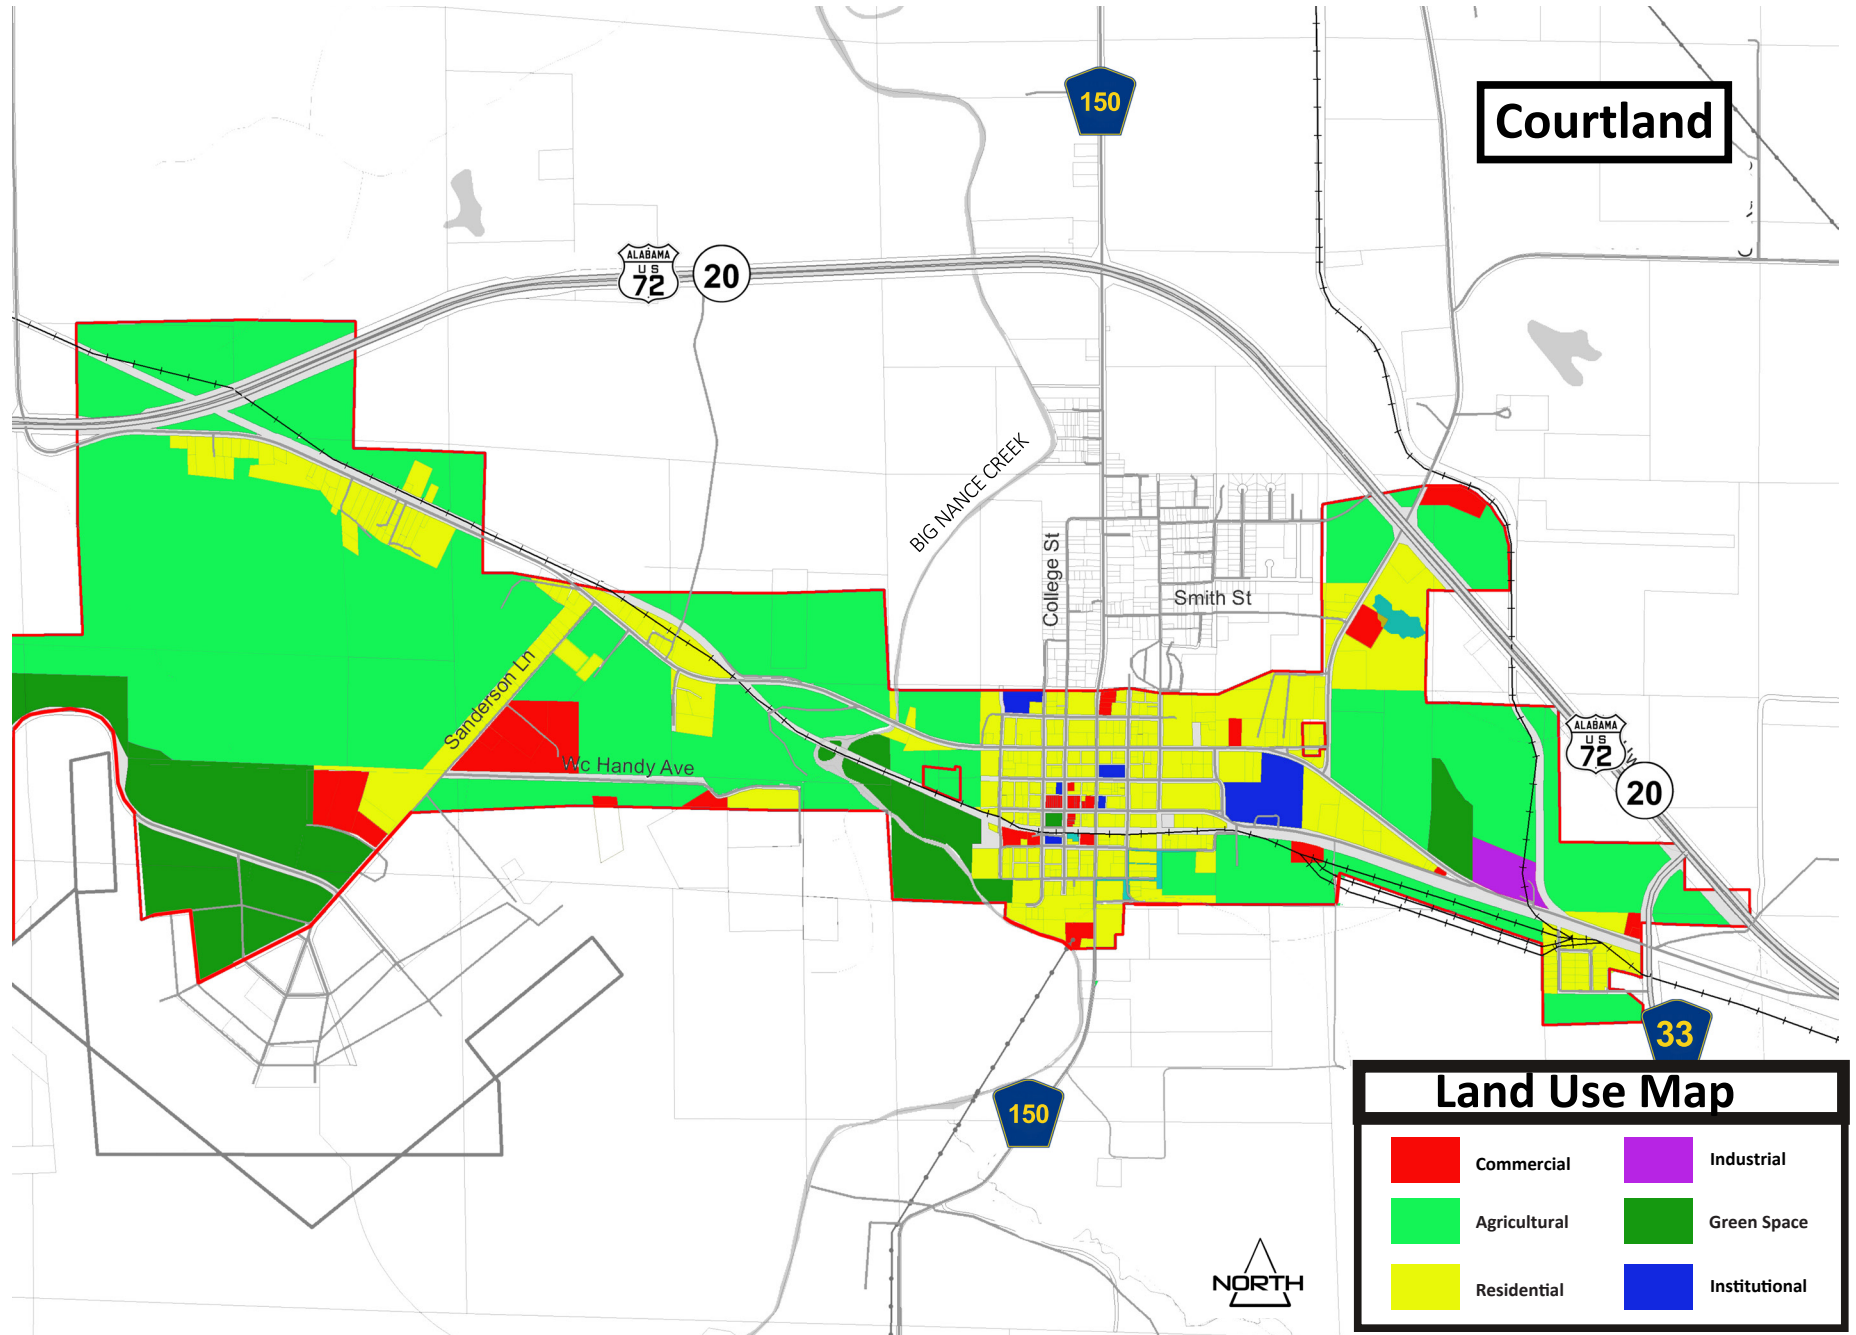 150
Courtland
ALABAMA
US
72
20
BIG NANCE CREEK
College St
Smith St
Sanderson Ln
Wc Handy Ave
ALABAMA
US
72
20
33
150
NORTH
Land Use Map
Commercial
Industrial
Agricultural
Green Space
Residential
Institutional